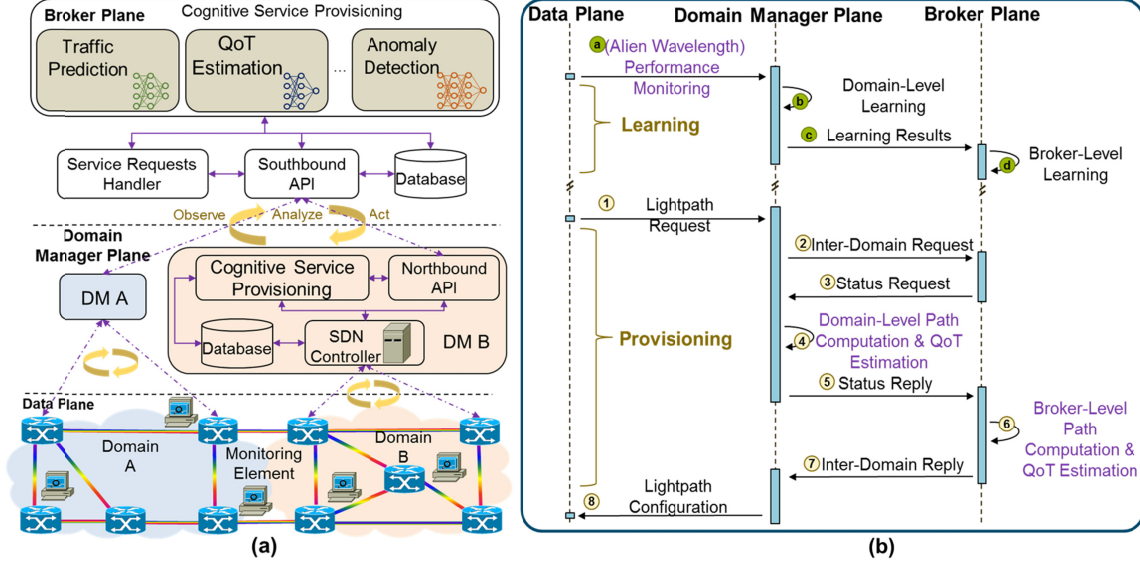 Broker Plane
Cognitive Service Provisioning
Traffic
Prediction
QoT
Estimation
...
Anomaly
Detection
Service Requests
Handler
Southbound
API
Database
Observe
Analyze
Act
Domain
Manager Plane
DM A
Cognitive Service
Provisioning
Northbound
API
Database
SDN
Controller
DM B
Data Plane
Domain
A
Monitoring
Element
Domain
B
(a)
Data Plane
Domain Manager Plane
Broker Plane
a (Alien Wavelength)
Performance
Monitoring
b
Domain-Level
Learning
Learning
c Learning Results
d
Broker-Level
Learning
1 Lightpath
Request
2 Inter-Domain Request
3 Status Request
Provisioning
4
Domain-Level Path
Computation & QoT
Estimation
5 Status Reply
6
Broker-Level
Path
Computation &
QoT Estimation
7 Inter-Domain Reply
8 Lightpath
Configuration
(b)